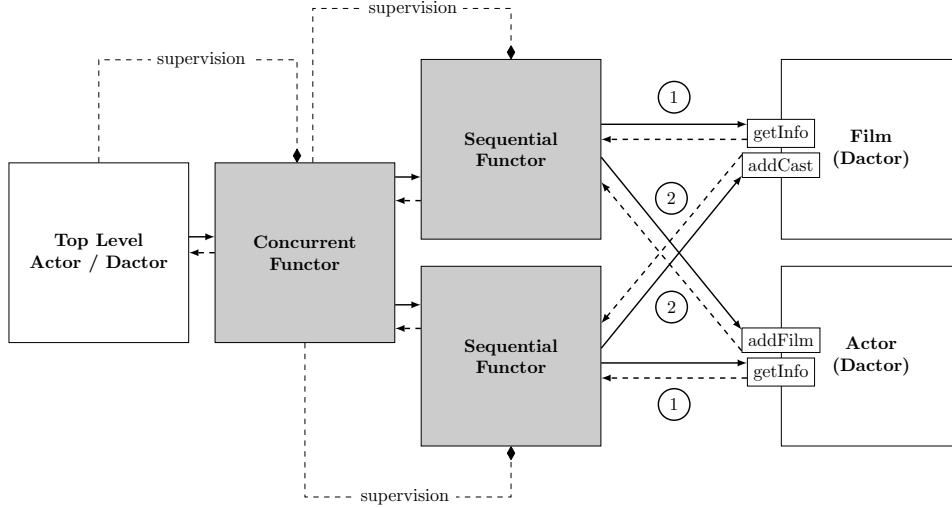 supervision
supervision
1
Sequential
Functor
getInfo
Film
(Dactor)
addCast
2
Top Level
Actor / Dactor
Concurrent
Functor
2
Sequential
Functor
addFilm
Actor
(Dactor)
getInfo
1
supervision